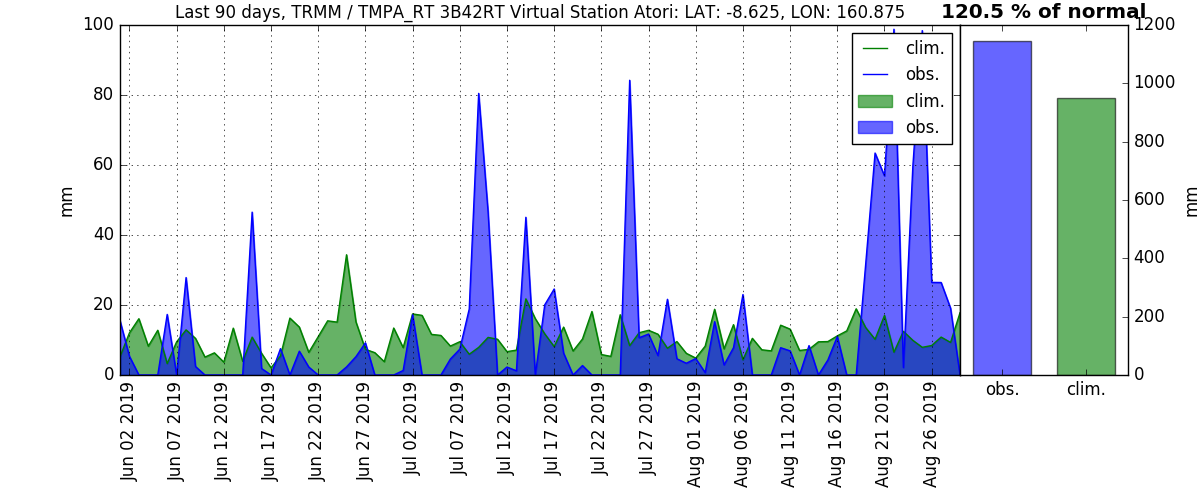 Last 90 days, TRMM / TMPA_RT 3B42RT Virtual Station Atori: LAT: -8.625, LON: 160.875
120.5 % of normal
100
80
60
40
20
0
mm
clim.
obs.
clim.
obs.
1200
1000
800
600
400
200
0
mm
Jun 02 2019
Jun 07 2019
Jun 12 2019
Jun 17 2019
Jun 22 2019
Jun 27 2019
Jul 02 2019
Jul 07 2019
Jul 12 2019
Jul 17 2019
Jul 22 2019
Jul 27 2019
Aug 01 2019
Aug 06 2019
Aug 11 2019
Aug 16 2019
Aug 21 2019
Aug 26 2019
obs.
clim.